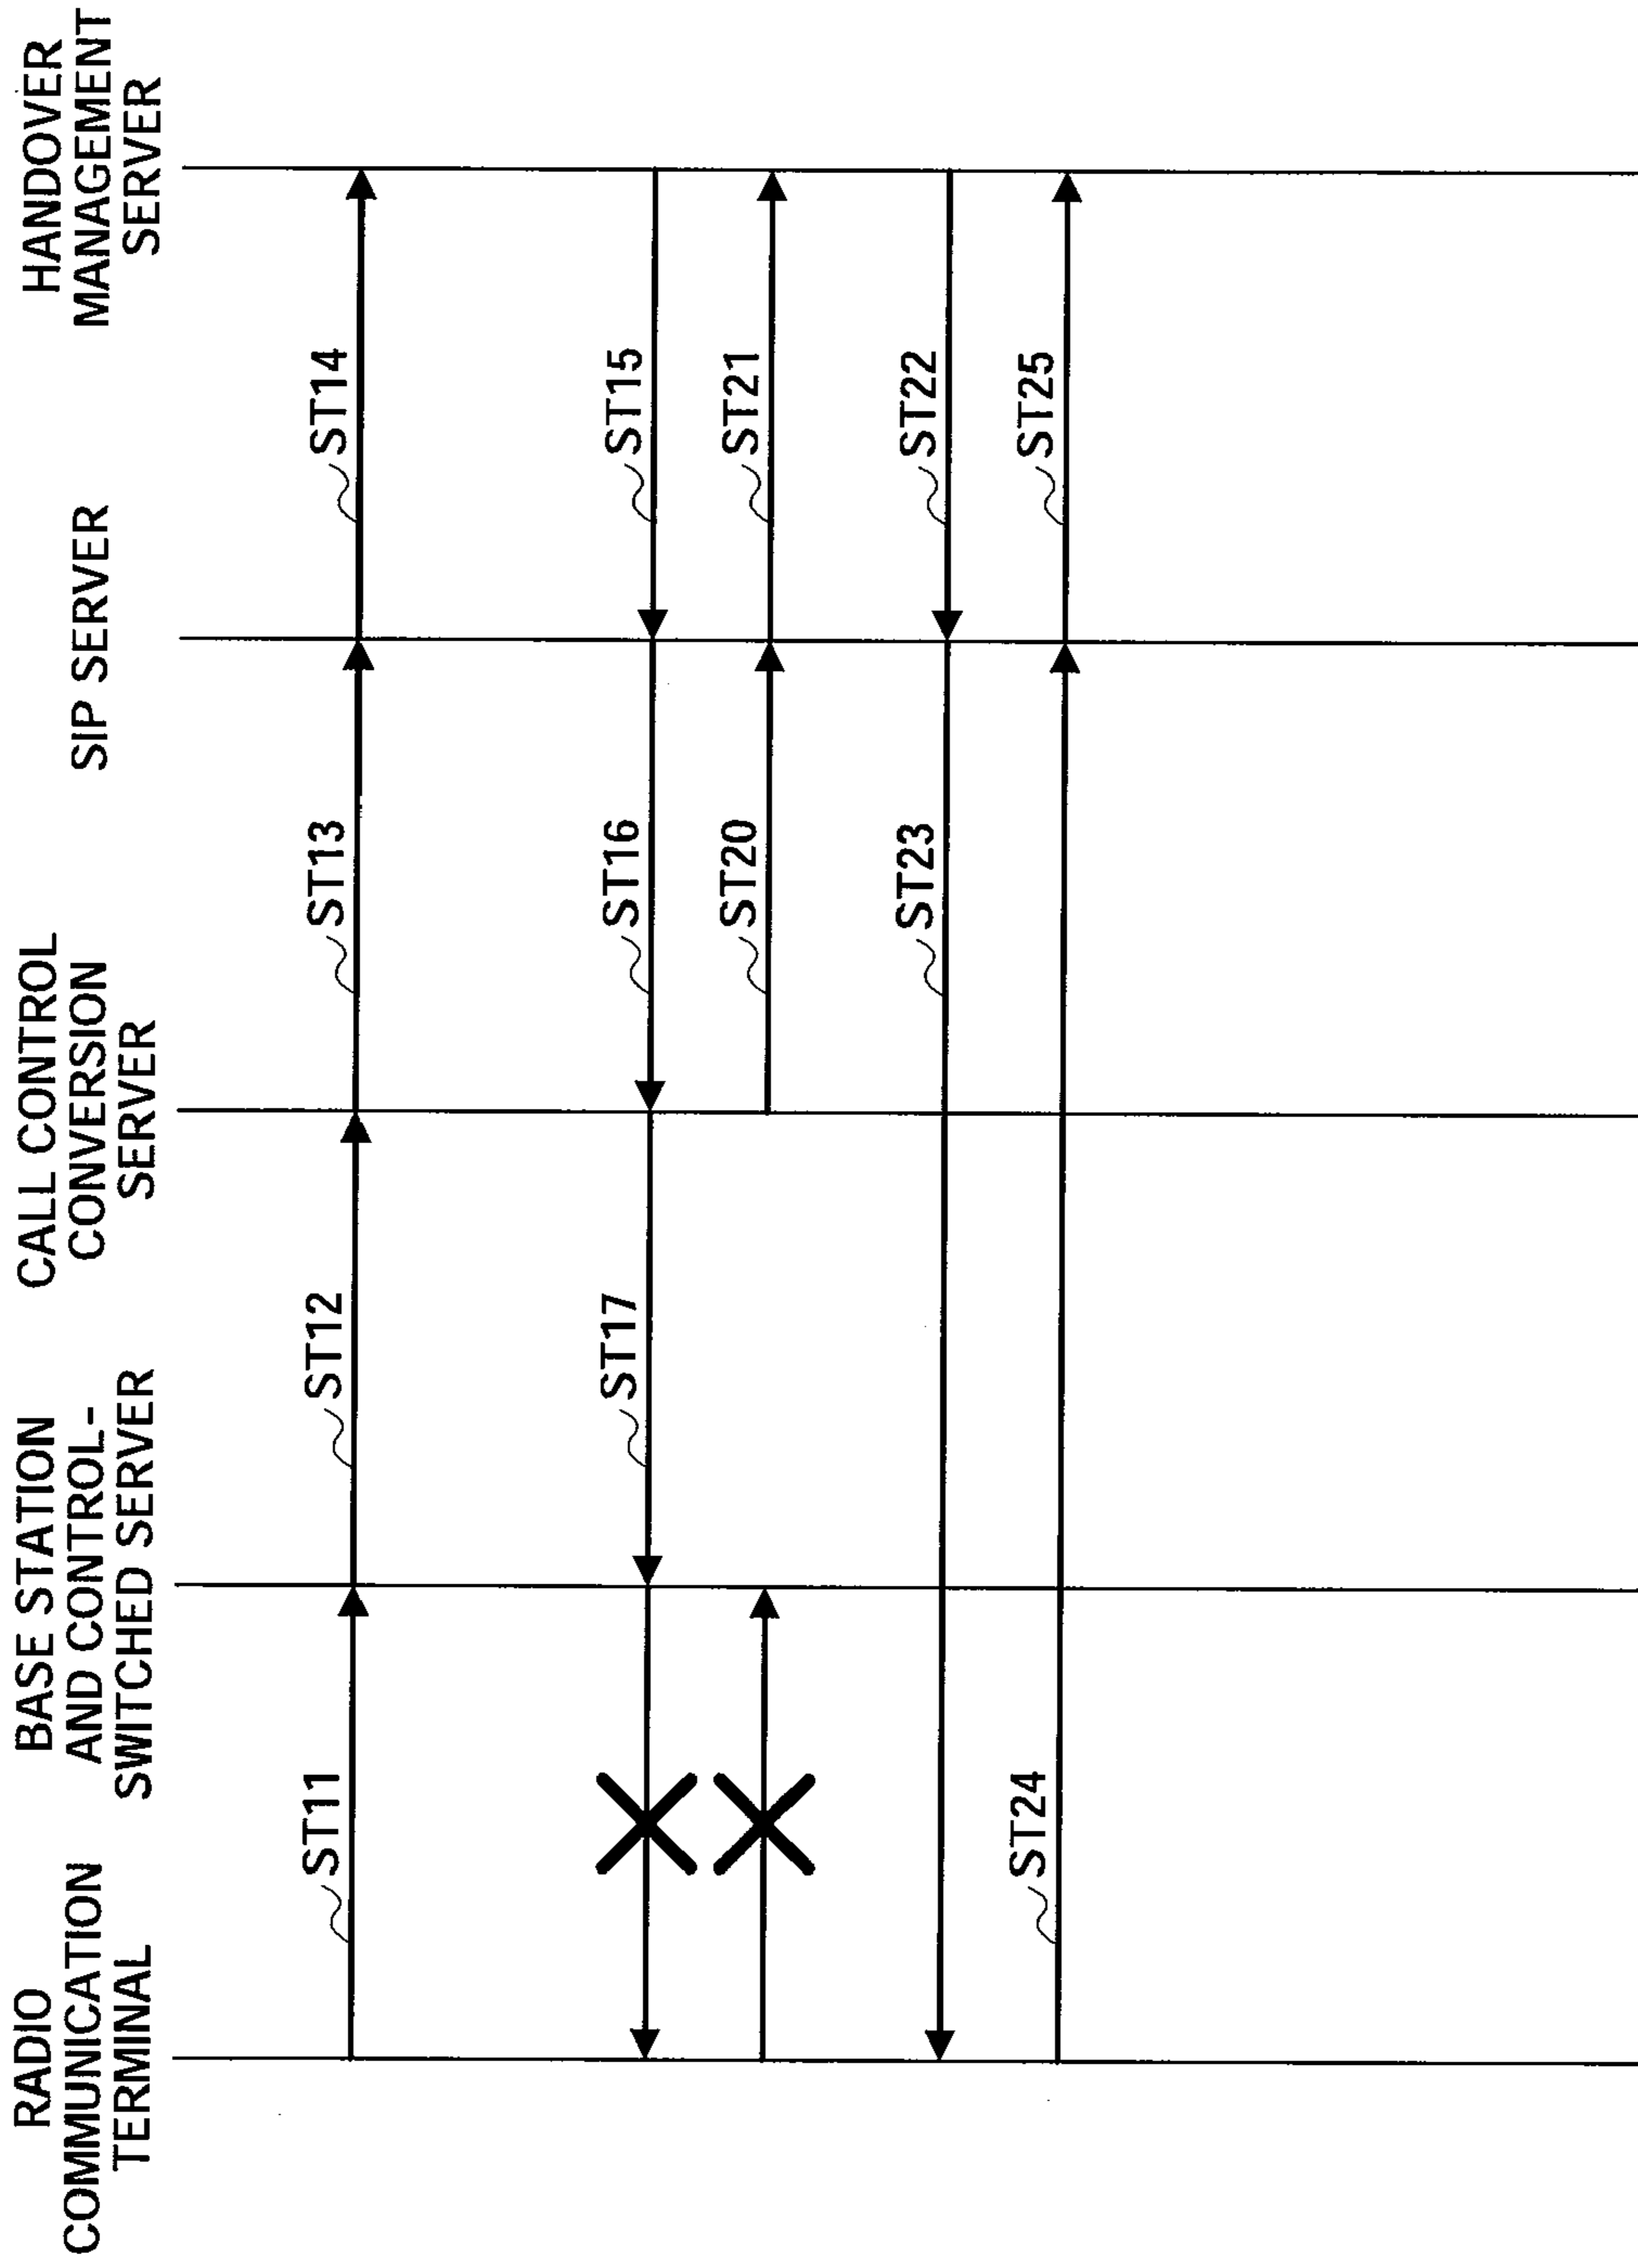 RADIO
COMMUNICATION
TERMINAL
BASE STATION
AND CONTROL-
SWITCHED SERVER
CALL CONTROL
CONVERSION
SERVER
SIP SERVER
HANDOVER
MANAGEMENT
SERVER
ST11
ST12
ST13
ST14
ST17
ST16
ST15
ST20
ST21
ST23
ST22
ST24
ST25